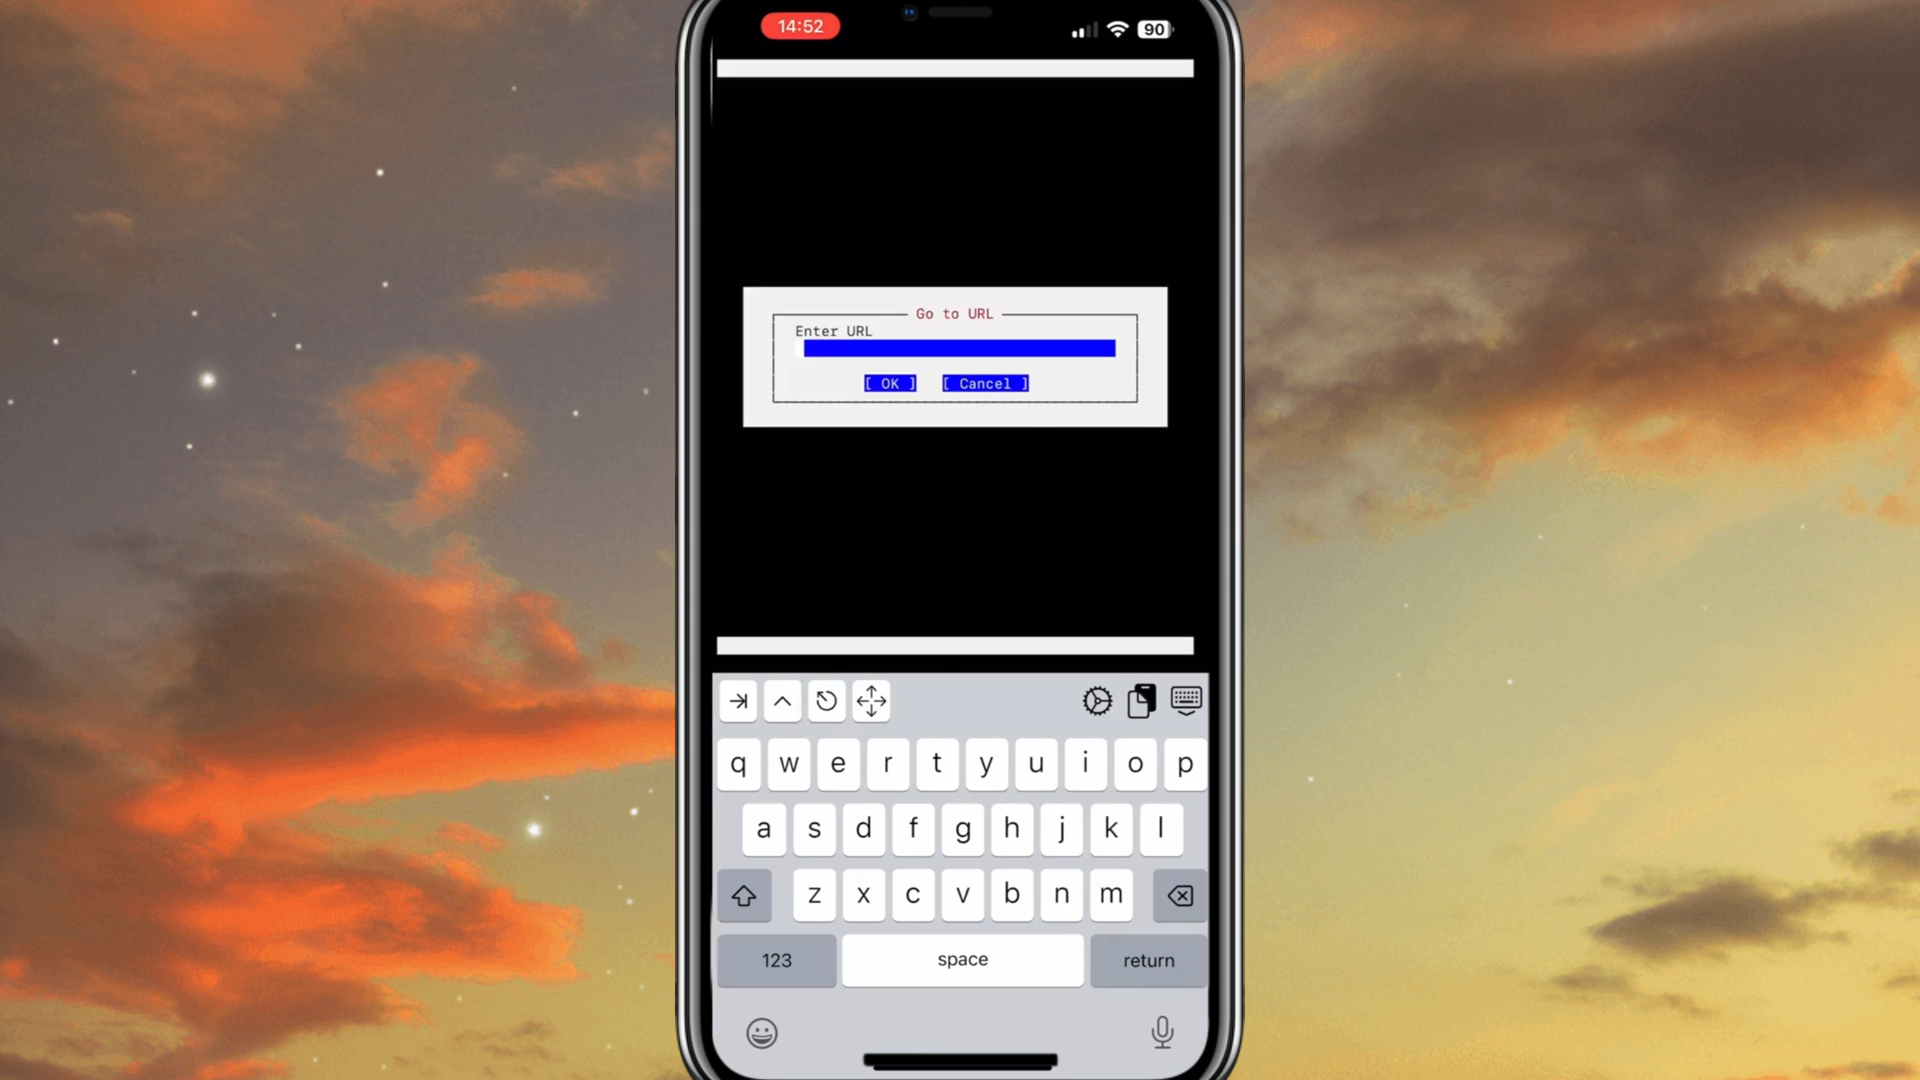 14:52
90
Go to URL
Enter URL
[ OK ] [ Cancel ]
q w e r t y u i o p
a s d f g h j k l
z x c v b n m
123 space return